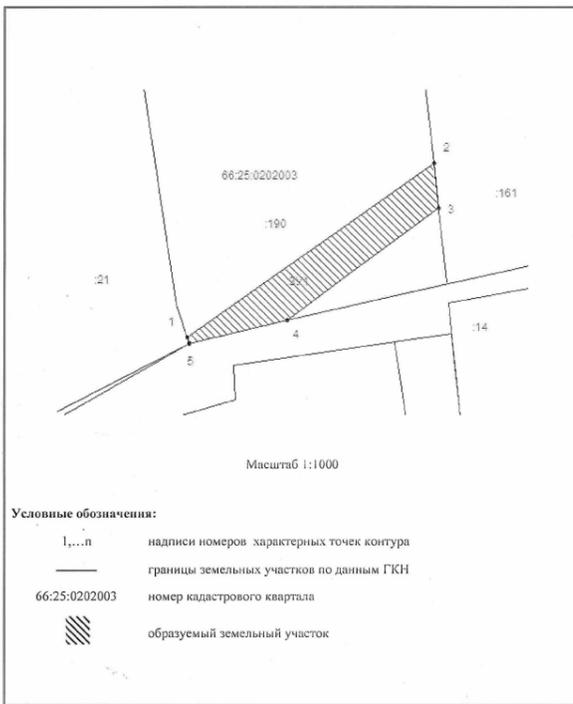 2
66:25:0202003
:161
3
:190
:21
1
4
:14
5
Масштаб 1:1000
Условные обозначения:
1,...п надписи номеров характерных точек контура
границы земельных участков по данным ГКН
66:25:0202003 номер кадастрового квартала
образуемый земельный участок